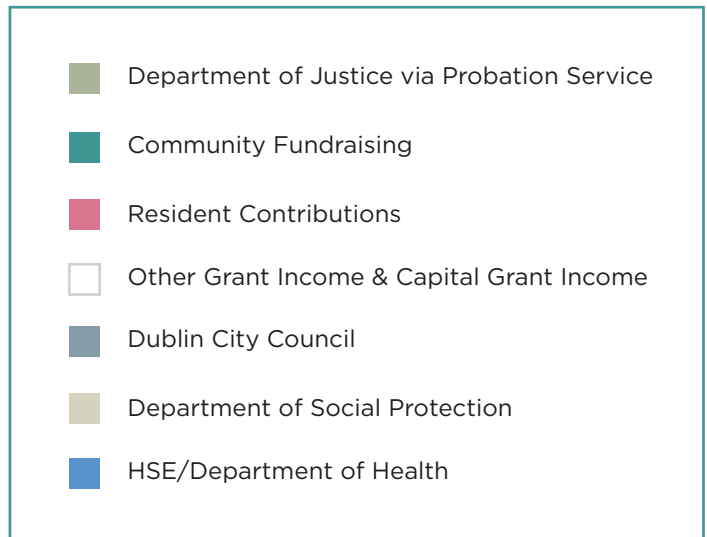 Department of Justice via Probation Service
Community Fundraising
Resident Contributions
Other Grant Income & Capital Grant Income
Dublin City Council
Department of Social Protection
HSE/Department of Health